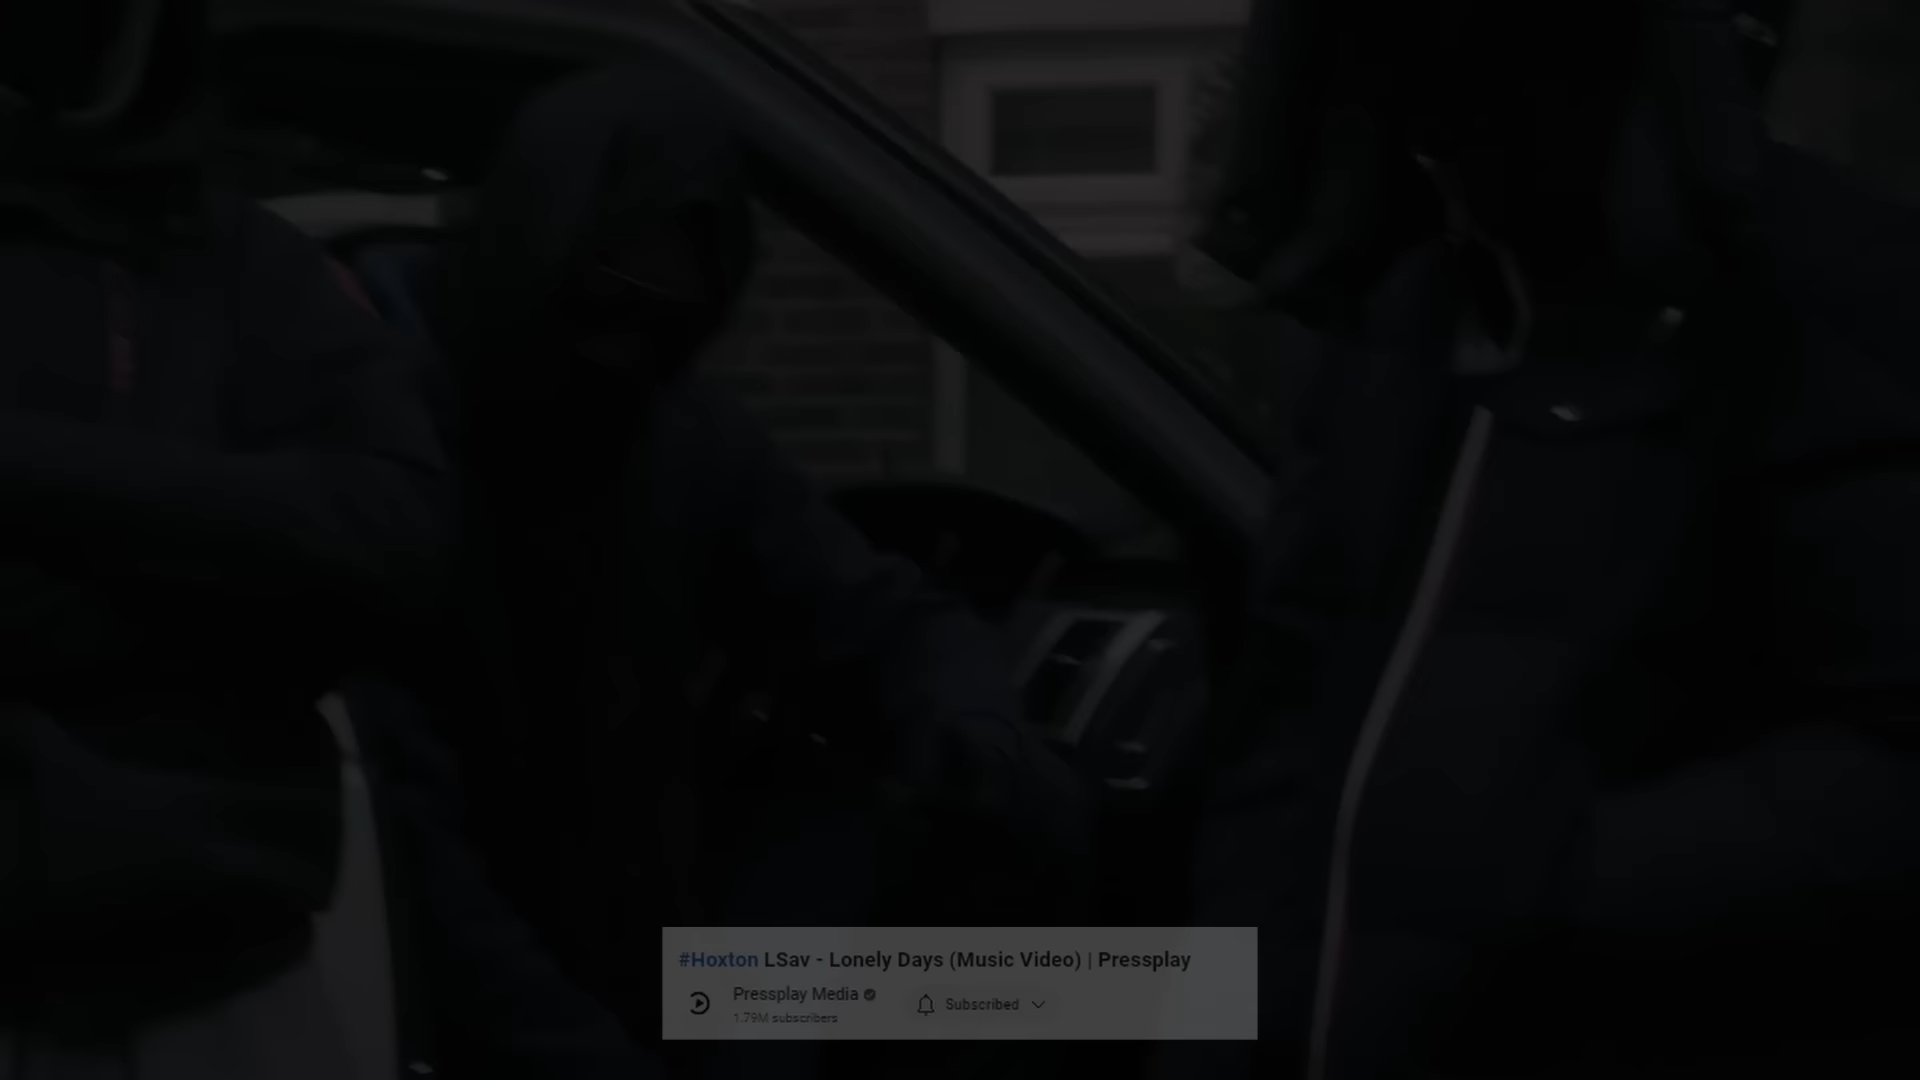 #Hoxton LSav - Lonely Days (Music Video) | Pressplay
Pressplay Media
1.79M subscribers
Subscribed